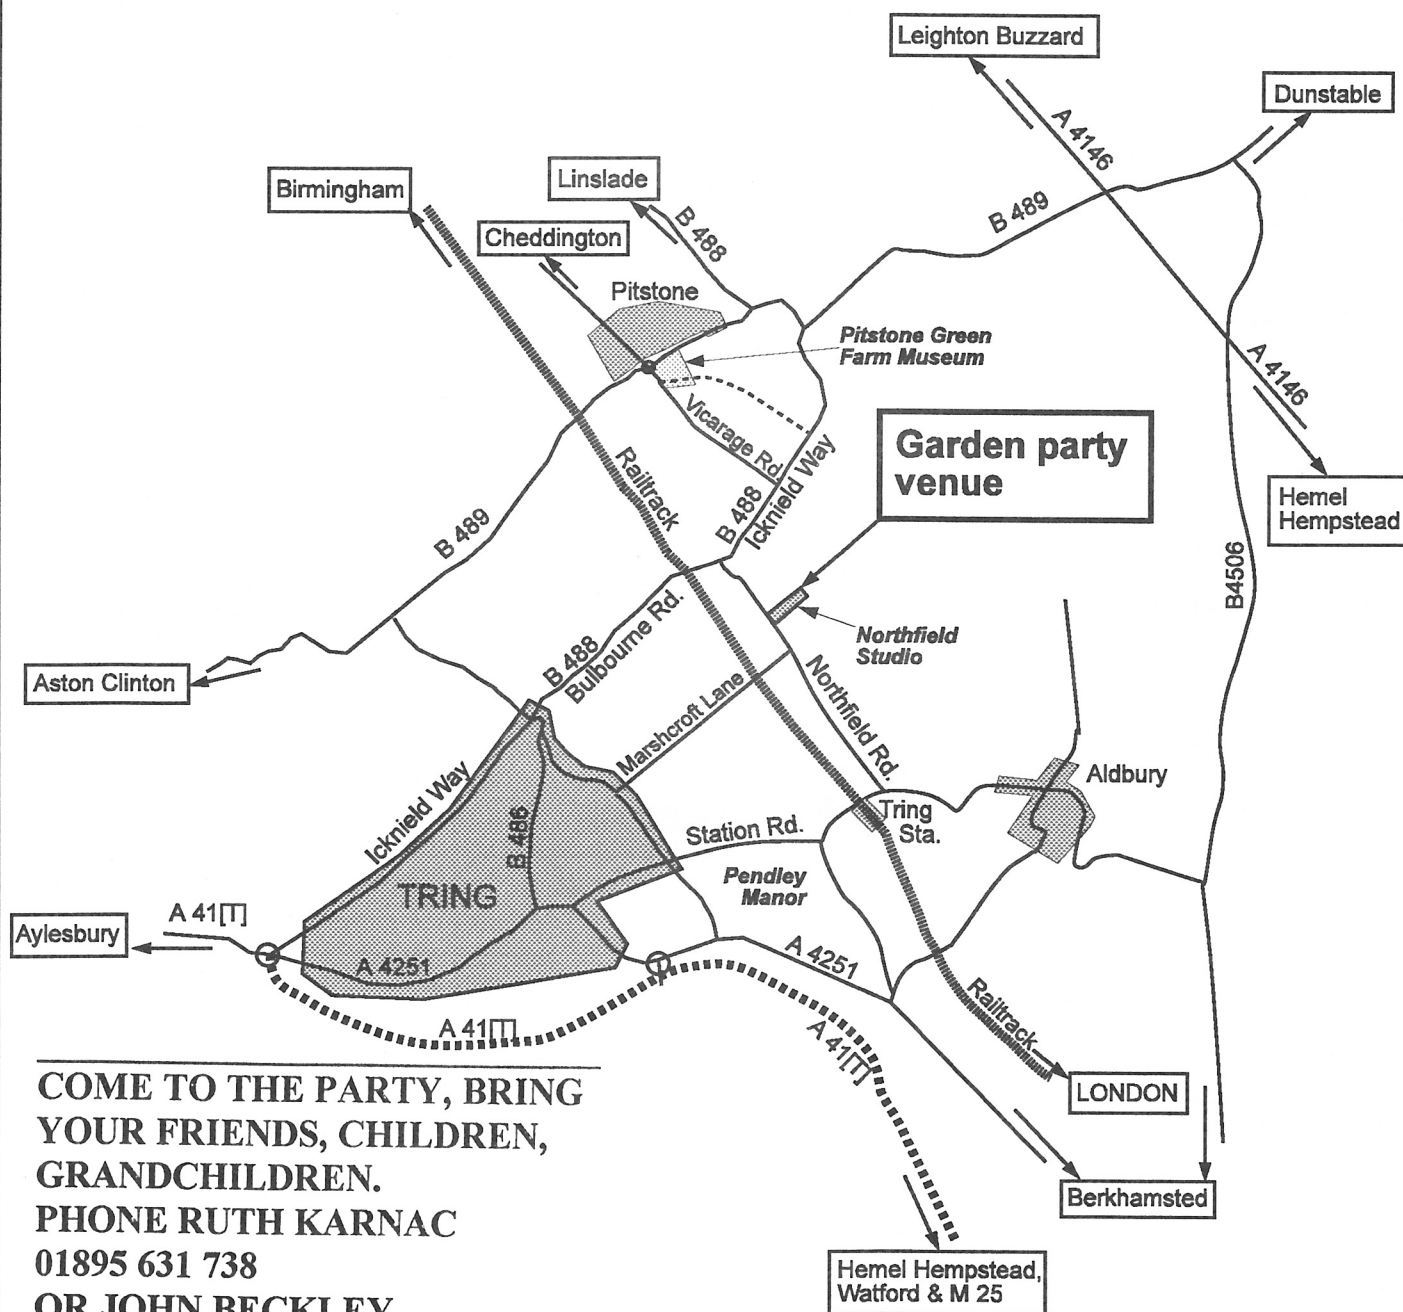 Leighton Buzzard
Dunstable
A 4146
Birmingham
Linslade
B 488
B 489
Cheddington
Pitstone
Pitstone Green
Farm Museum
A 4146
Vicarage Rd.
Garden party
venue
Railtrack
B 488
Icknield Way
Hemel
Hempstead
B 489
B4506
B 488
Bulbourne Rd.
Northfield
Studio
Aston Clinton
Marshcroft Lane
Northfield Rd.
Aldbury
Icknield Way
B 486
Station Rd.
Tring
Sta.
Pendley
Manor
TRING
A 41[T]
Aylesbury
A 4251
A 4251
Railtrack
A 41[T]
A 41[T]
LONDON
Berkhamsted
Hemel Hempstead,
Watford & M 25
COME TO THE PARTY, BRING
YOUR FRIENDS, CHILDREN,
GRANDCHILDREN.
PHONE RUTH KARNAC
01895 631 738
OR JOHN BECKLEY